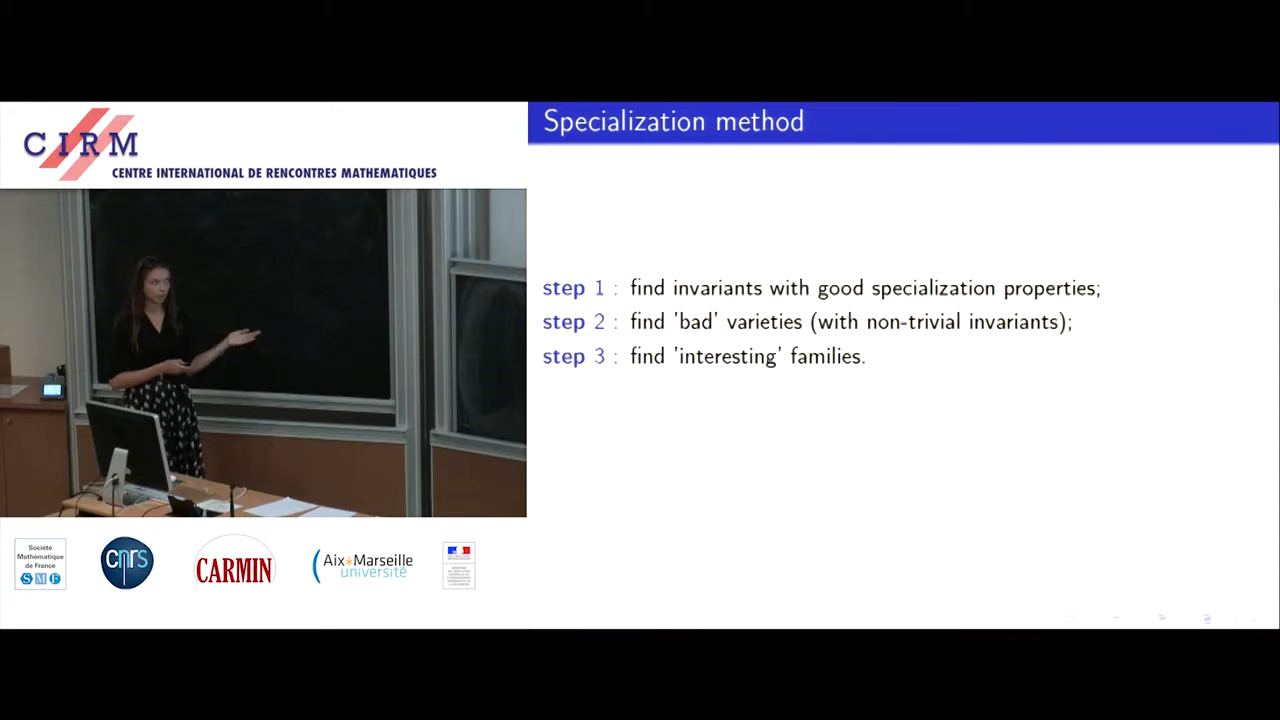 CIRM
CENTRE INTERNATIONAL DE RENCONTRES MATHEMATIQUES
Specialization method
step 1 : find invariants with good specialization properties;
step 2 : find 'bad' varieties (with non-trivial invariants);
step 3 : find 'interesting' families.
Société
Mathématique
de France
SMF
cnrs
CARMIN
Aix*Marseille
université